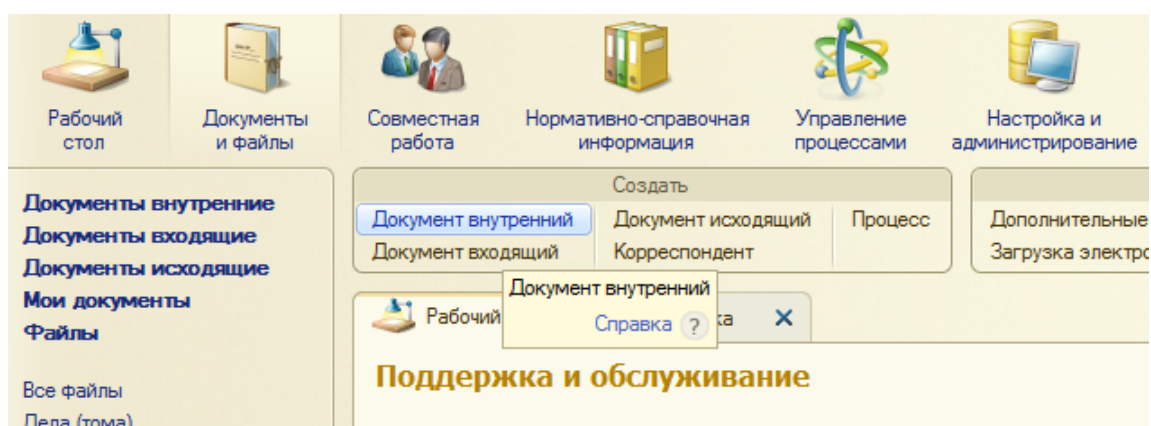 Рабочий
стол
Документы
и файлы
Совместная
работа
Нормативно-справочная
информация
Управление
процессами
Настройка и
администрирование
Документы внутренние
Документы входящие
Документы исходящие
Мои документы
Файлы
Все файлы
Дела (тома)
Создать
Документ внутренний
Документ исходящий
Процесс
Документ входящий
Корреспондент
Дополнительные
Загрузка электро
Документ внутренний
Справка ?
Рабочий
ка
Поддержка и обслуживание